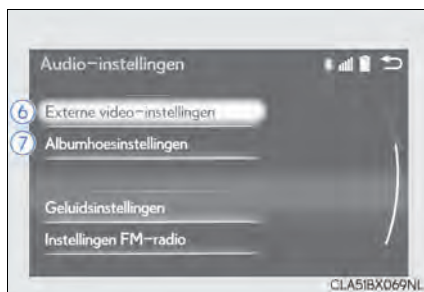 Audio-instellingen
6 Externe video-instellingen
7 Albumhoesinstellingen
Geluidsinstellingen
Instellingen FM-radio
CLA51BX069NL